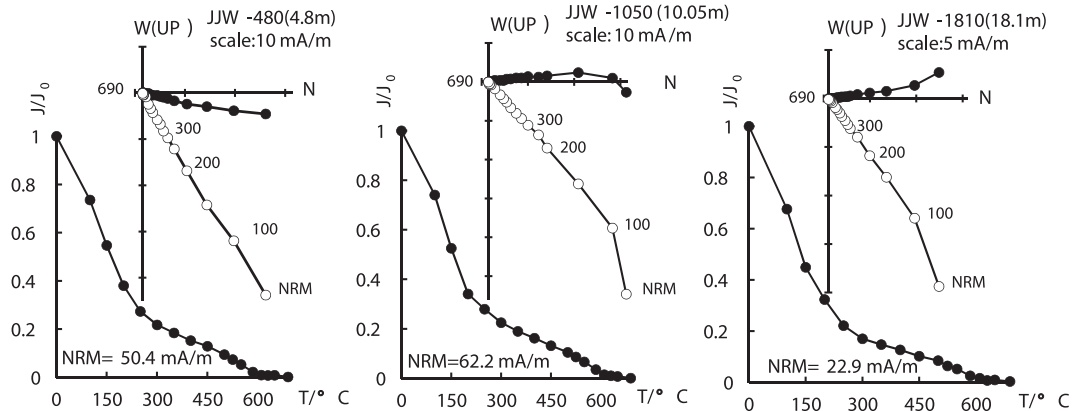 W(UP) JJW -480(4.8m)
scale:10 mA/m
J/J0
690
N
300
200
100
NRM
1
0.8
0.6
0.4
0.2
0
NRM= 50.4 mA/m
0 150 300 450 600 T/° C
W(UP) JJW -1050 (10.05m)
scale:10 mA/m
J/J0
690
N
200
100
NRM
1
0.8
0.6
0.4
0.2
0
NRM=62.2 mA/m
0 150 300 450 600 T/° C
W(UP) JJW -1810(18.1m)
scale:5 mA/m
J/J0
690
N
300
200
100
NRM
1
0.8
0.6
0.4
0.2
0
NRM= 22.9 mA/m
0 150 300 450 600 T/° C